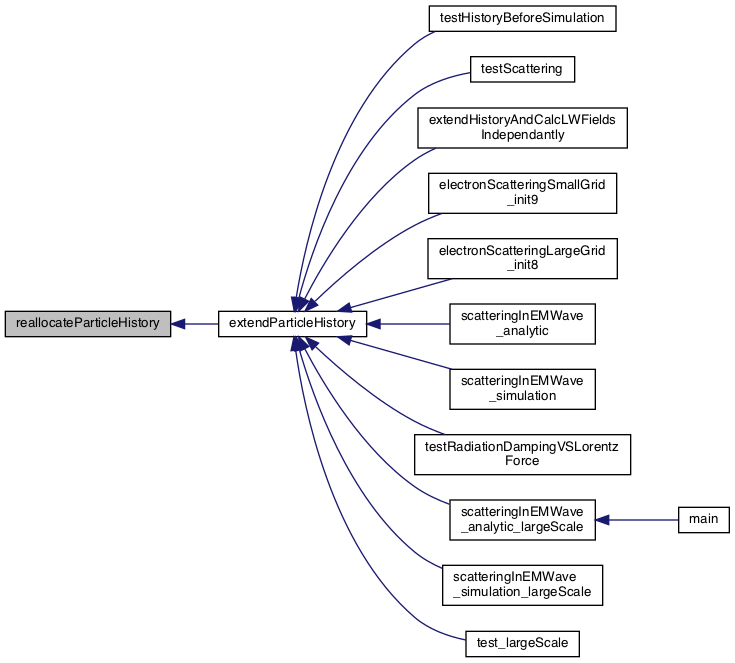 testHistoryBeforeSimulation
testScattering
extendHistoryAndCalcLWFields
Independantly
electronScatteringSmallGrid
_init9
electronScatteringLargeGrid
_init8
reallocateParticleHistory
extendParticleHistory
scatteringInEMWave
_analytic
scatteringInEMWave
_simulation
testRadiationDampingVSLorentz
Force
scatteringInEMWave
_analytic_largeScale
main
scatteringInEMWave
_simulation_largeScale
test_largeScale